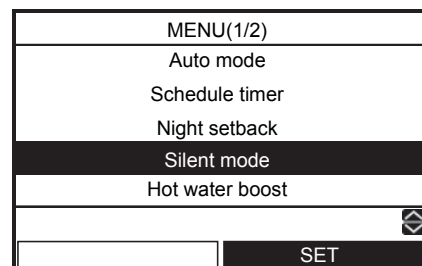 MENU(1/2)
Auto mode
Schedule timer
Night setback
Silent mode
Hot water boost
SET